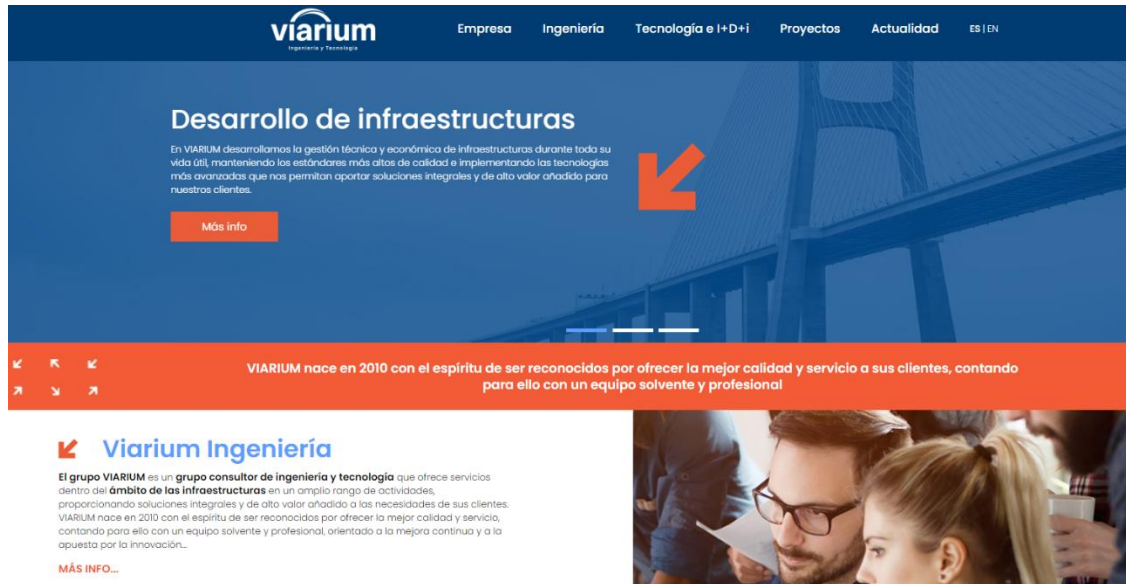 viarium
Ingeniería y Tecnología
Empresa
Ingeniería
Tecnología e I+D+i
Proyectos
Actualidad
ES | EN
Desarrollo de infraestructuras
En VIARIUM desarrollamos la gestión técnica y económica de infraestructuras durante toda su
vida útil, manteniendo los estándares más altos de calidad e implementando las tecnologías
más avanzadas que nos permitan aportar soluciones integrales y de alto valor añadido para
nuestros clientes.
Más info
VIARIUM nace en 2010 con el espíritu de ser reconocidos por ofrecer la mejor calidad y servicio a sus clientes, contando
para ello con un equipo solvente y profesional
Viarium Ingeniería
El grupo VIARIUM es un grupo consultor de ingeniería y tecnología que ofrece servicios
dentro del ámbito de las infraestructuras en un amplio rango de actividades,
proporcionando soluciones integrales y de alto valor añadido a las necesidades de sus clientes.
VIARIUM nace en 2010 con el espíritu de ser reconocidos por ofrecer la mejor calidad y servicio,
contando para ello con un equipo solvente y profesional, orientado a la mejora continua y a la
apuesta por la innovación...
MÁS INFO...